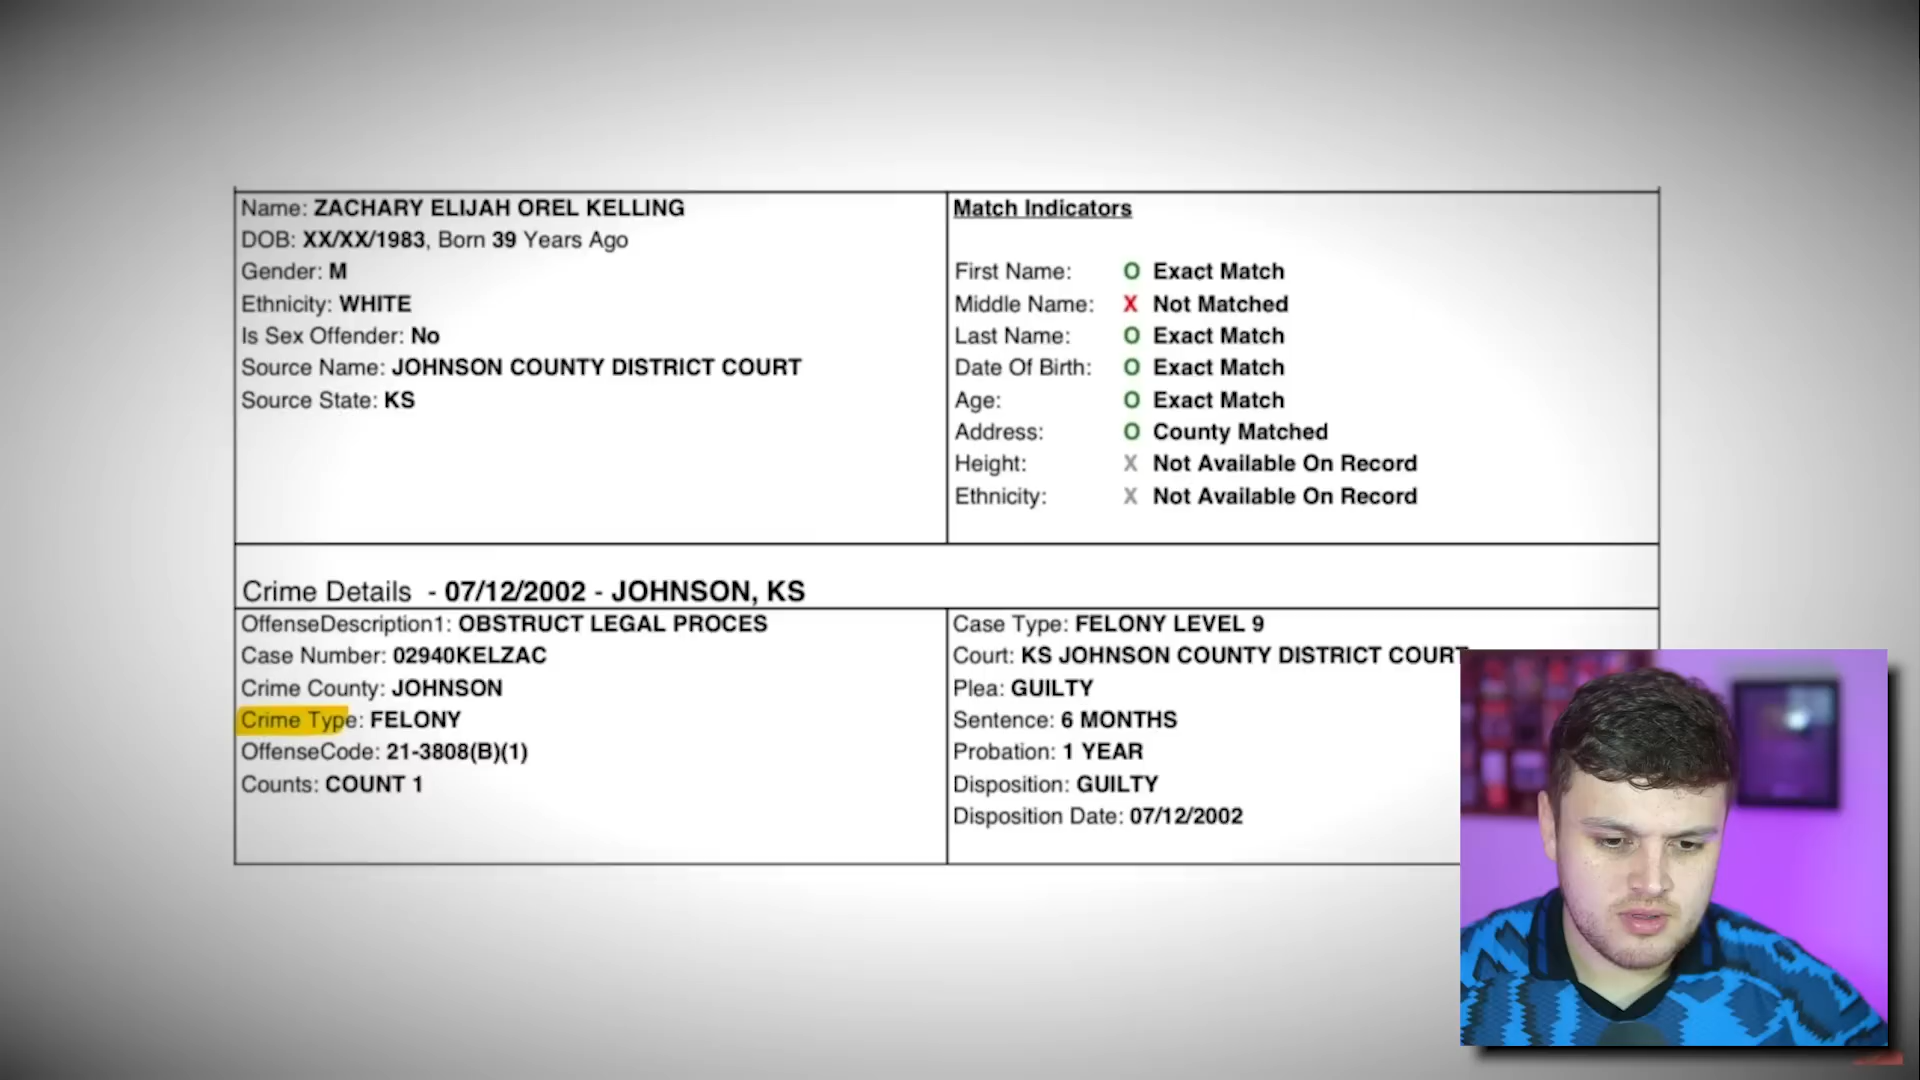 Name: ZACHARY ELIJAH OREL KELLING
DOB: XX/XX/1983, Born 39 Years Ago
Gender: M
Ethnicity: WHITE
Is Sex Offender: No
Source Name: JOHNSON COUNTY DISTRICT COURT
Source State: KS
Match Indicators
First Name: O Exact Match
Middle Name: X Not Matched
Last Name: O Exact Match
Date Of Birth: O Exact Match
Age: O Exact Match
Address: O County Matched
Height: X Not Available On Record
Ethnicity: X Not Available On Record
Crime Details - 07/12/2002 - JOHNSON, KS
OffenseDescription1: OBSTRUCT LEGAL PROCES
Case Number: 02940KELZAC
Crime County: JOHNSON
Crime Type: FELONY
OffenseCode: 21-3808(B)(1)
Counts: COUNT 1
Case Type: FELONY LEVEL 9
Court: KS JOHNSON COUNTY DISTRICT COURT
Plea: GUILTY
Sentence: 6 MONTHS
Probation: 1 YEAR
Disposition: GUILTY
Disposition Date: 07/12/2002